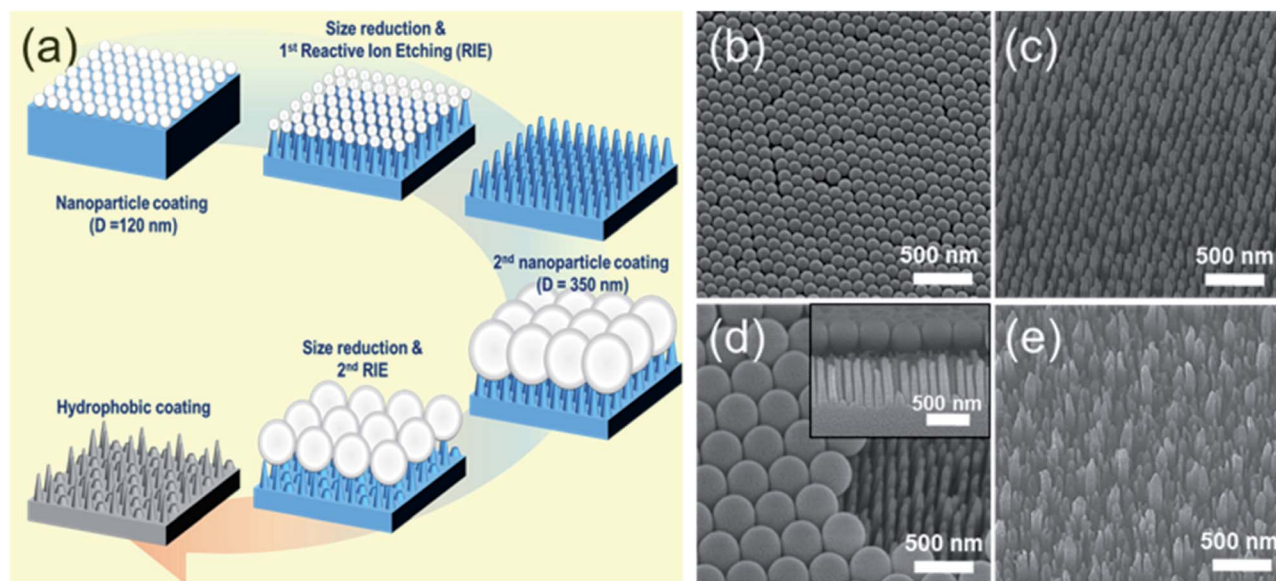 (a)
Size reduction &
1st Reactive Ion Etching (RIE)
Nanoparticle coating
(D =120 nm)
2nd nanoparticle coating
(D = 350 nm)
Size reduction &
2nd RIE
Hydrophobic coating
(b)
500 nm
(c)
500 nm
(d)
500 nm
500 nm
(e)
500 nm